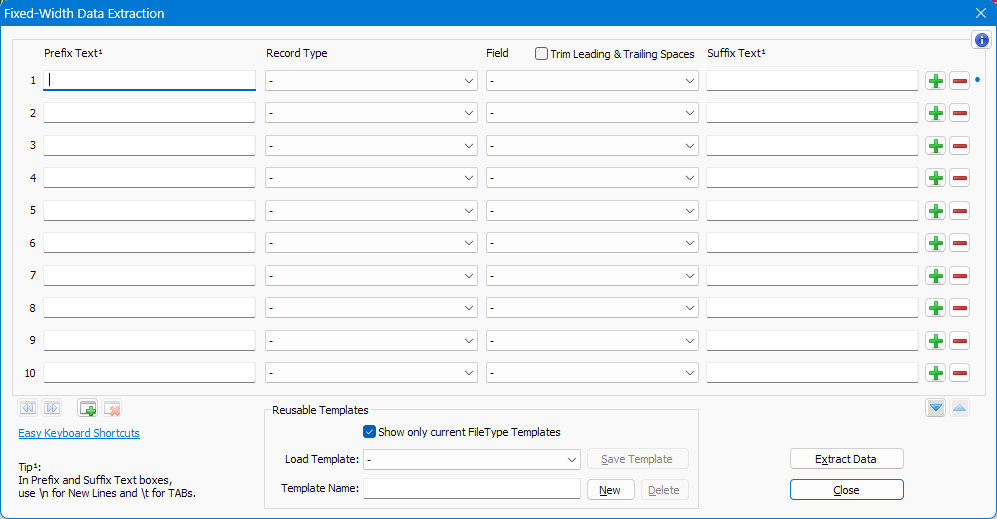 Fixed-Width Data Extraction
Prefix Text¹ Record Type Field Trim Leading & Trailing Spaces Suffix Text¹
1 - -
2 - -
3 - -
4 - -
5 - -
6 - -
7 - -
8 - -
9 - -
10 - -
Easy Keyboard Shortcuts
Tip¹:
In Prefix and Suffix Text boxes,
use \n for New Lines and \t for TABs.
Reusable Templates
Show only current FileType Templates
Load Template: - Save Template
Template Name: New Delete
Extract Data
Close